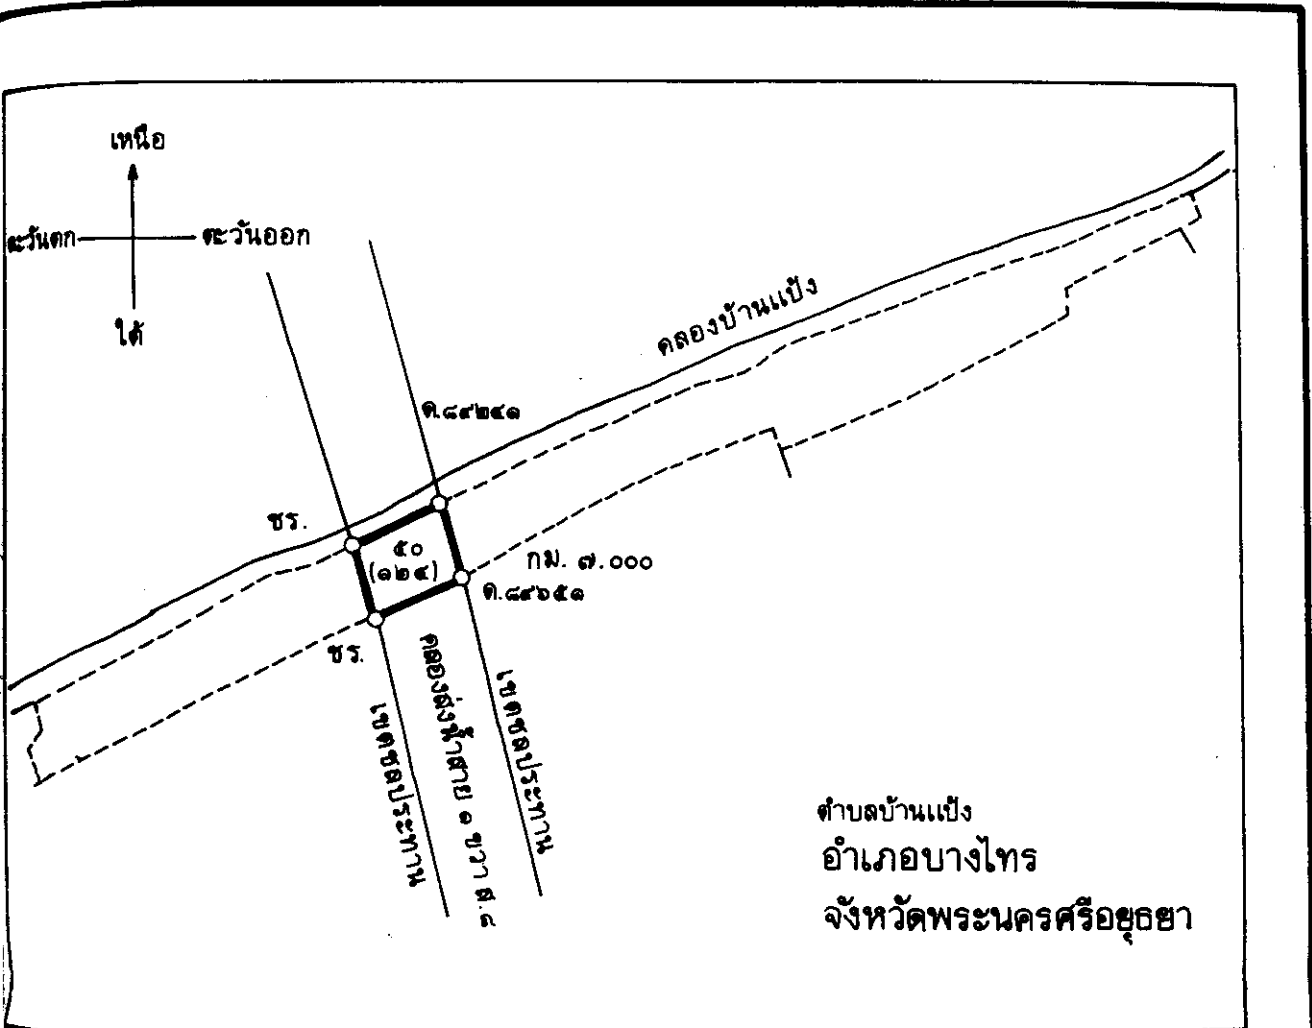 เหนือ
ตะวันตก
ตะวันออก
ใต้
คลองบ้านแป้ง
ด.๘๙๒๔๑
ชร.
๕๐
(๑๒๔)
กม. ๗.๐๐๐
ด.๘๙๖๕๑
ชร.
เขตชลประทาน
คลองส่งน้ำสาย ๑ ขวา ส.๘
เขตชลประทาน
ตำบลบ้านแป้ง
อำเภอบางไทร
จังหวัดพระนครศรีอยุธยา